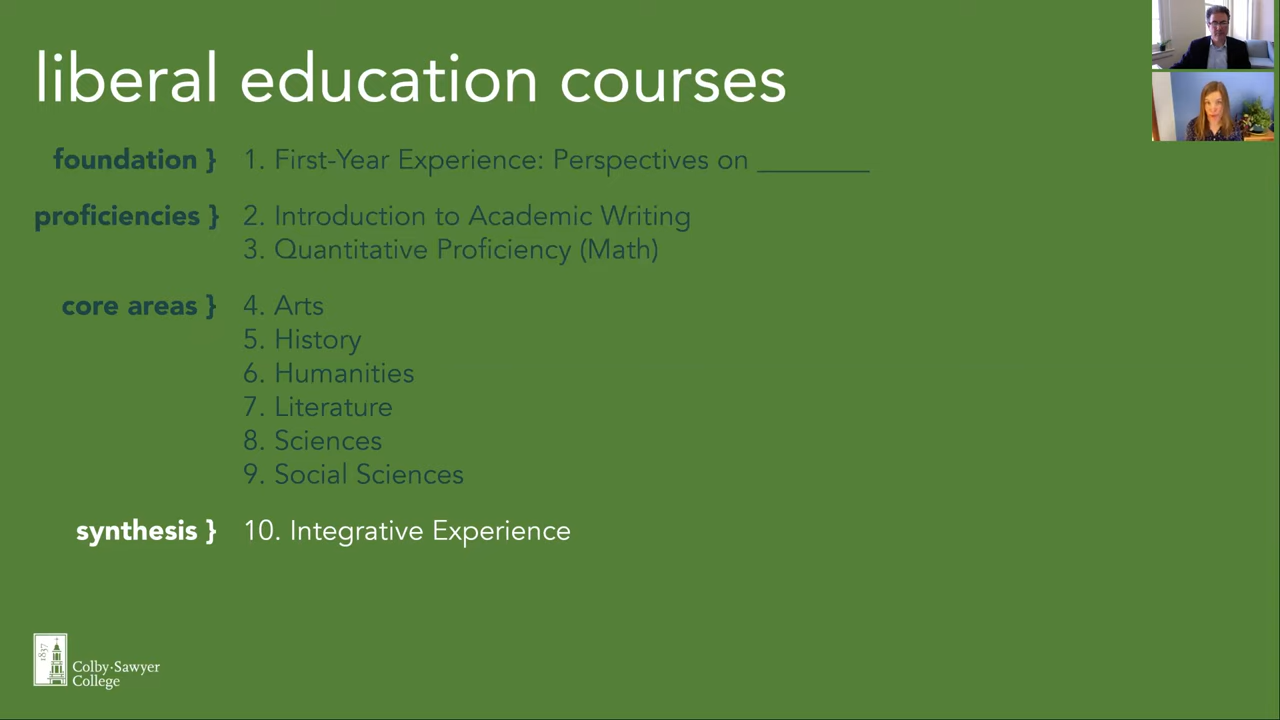 liberal education courses
foundation } 1. First-Year Experience: Perspectives on ________
proficiencies } 2. Introduction to Academic Writing
3. Quantitative Proficiency (Math)
core areas } 4. Arts
5. History
6. Humanities
7. Literature
8. Sciences
9. Social Sciences
synthesis } 10. Integrative Experience
1837
Colby·Sawyer
College